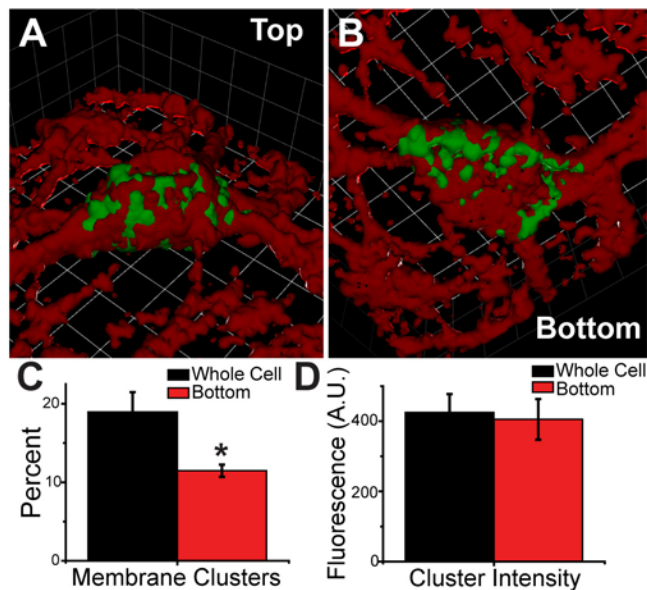 A
Top
B
Bottom
C
Whole Cell
Bottom
Percent
20
10
0
*
Membrane Clusters
D
Whole Cell
Bottom
Fluorescence (A.U.)
400
200
0
Cluster Intensity